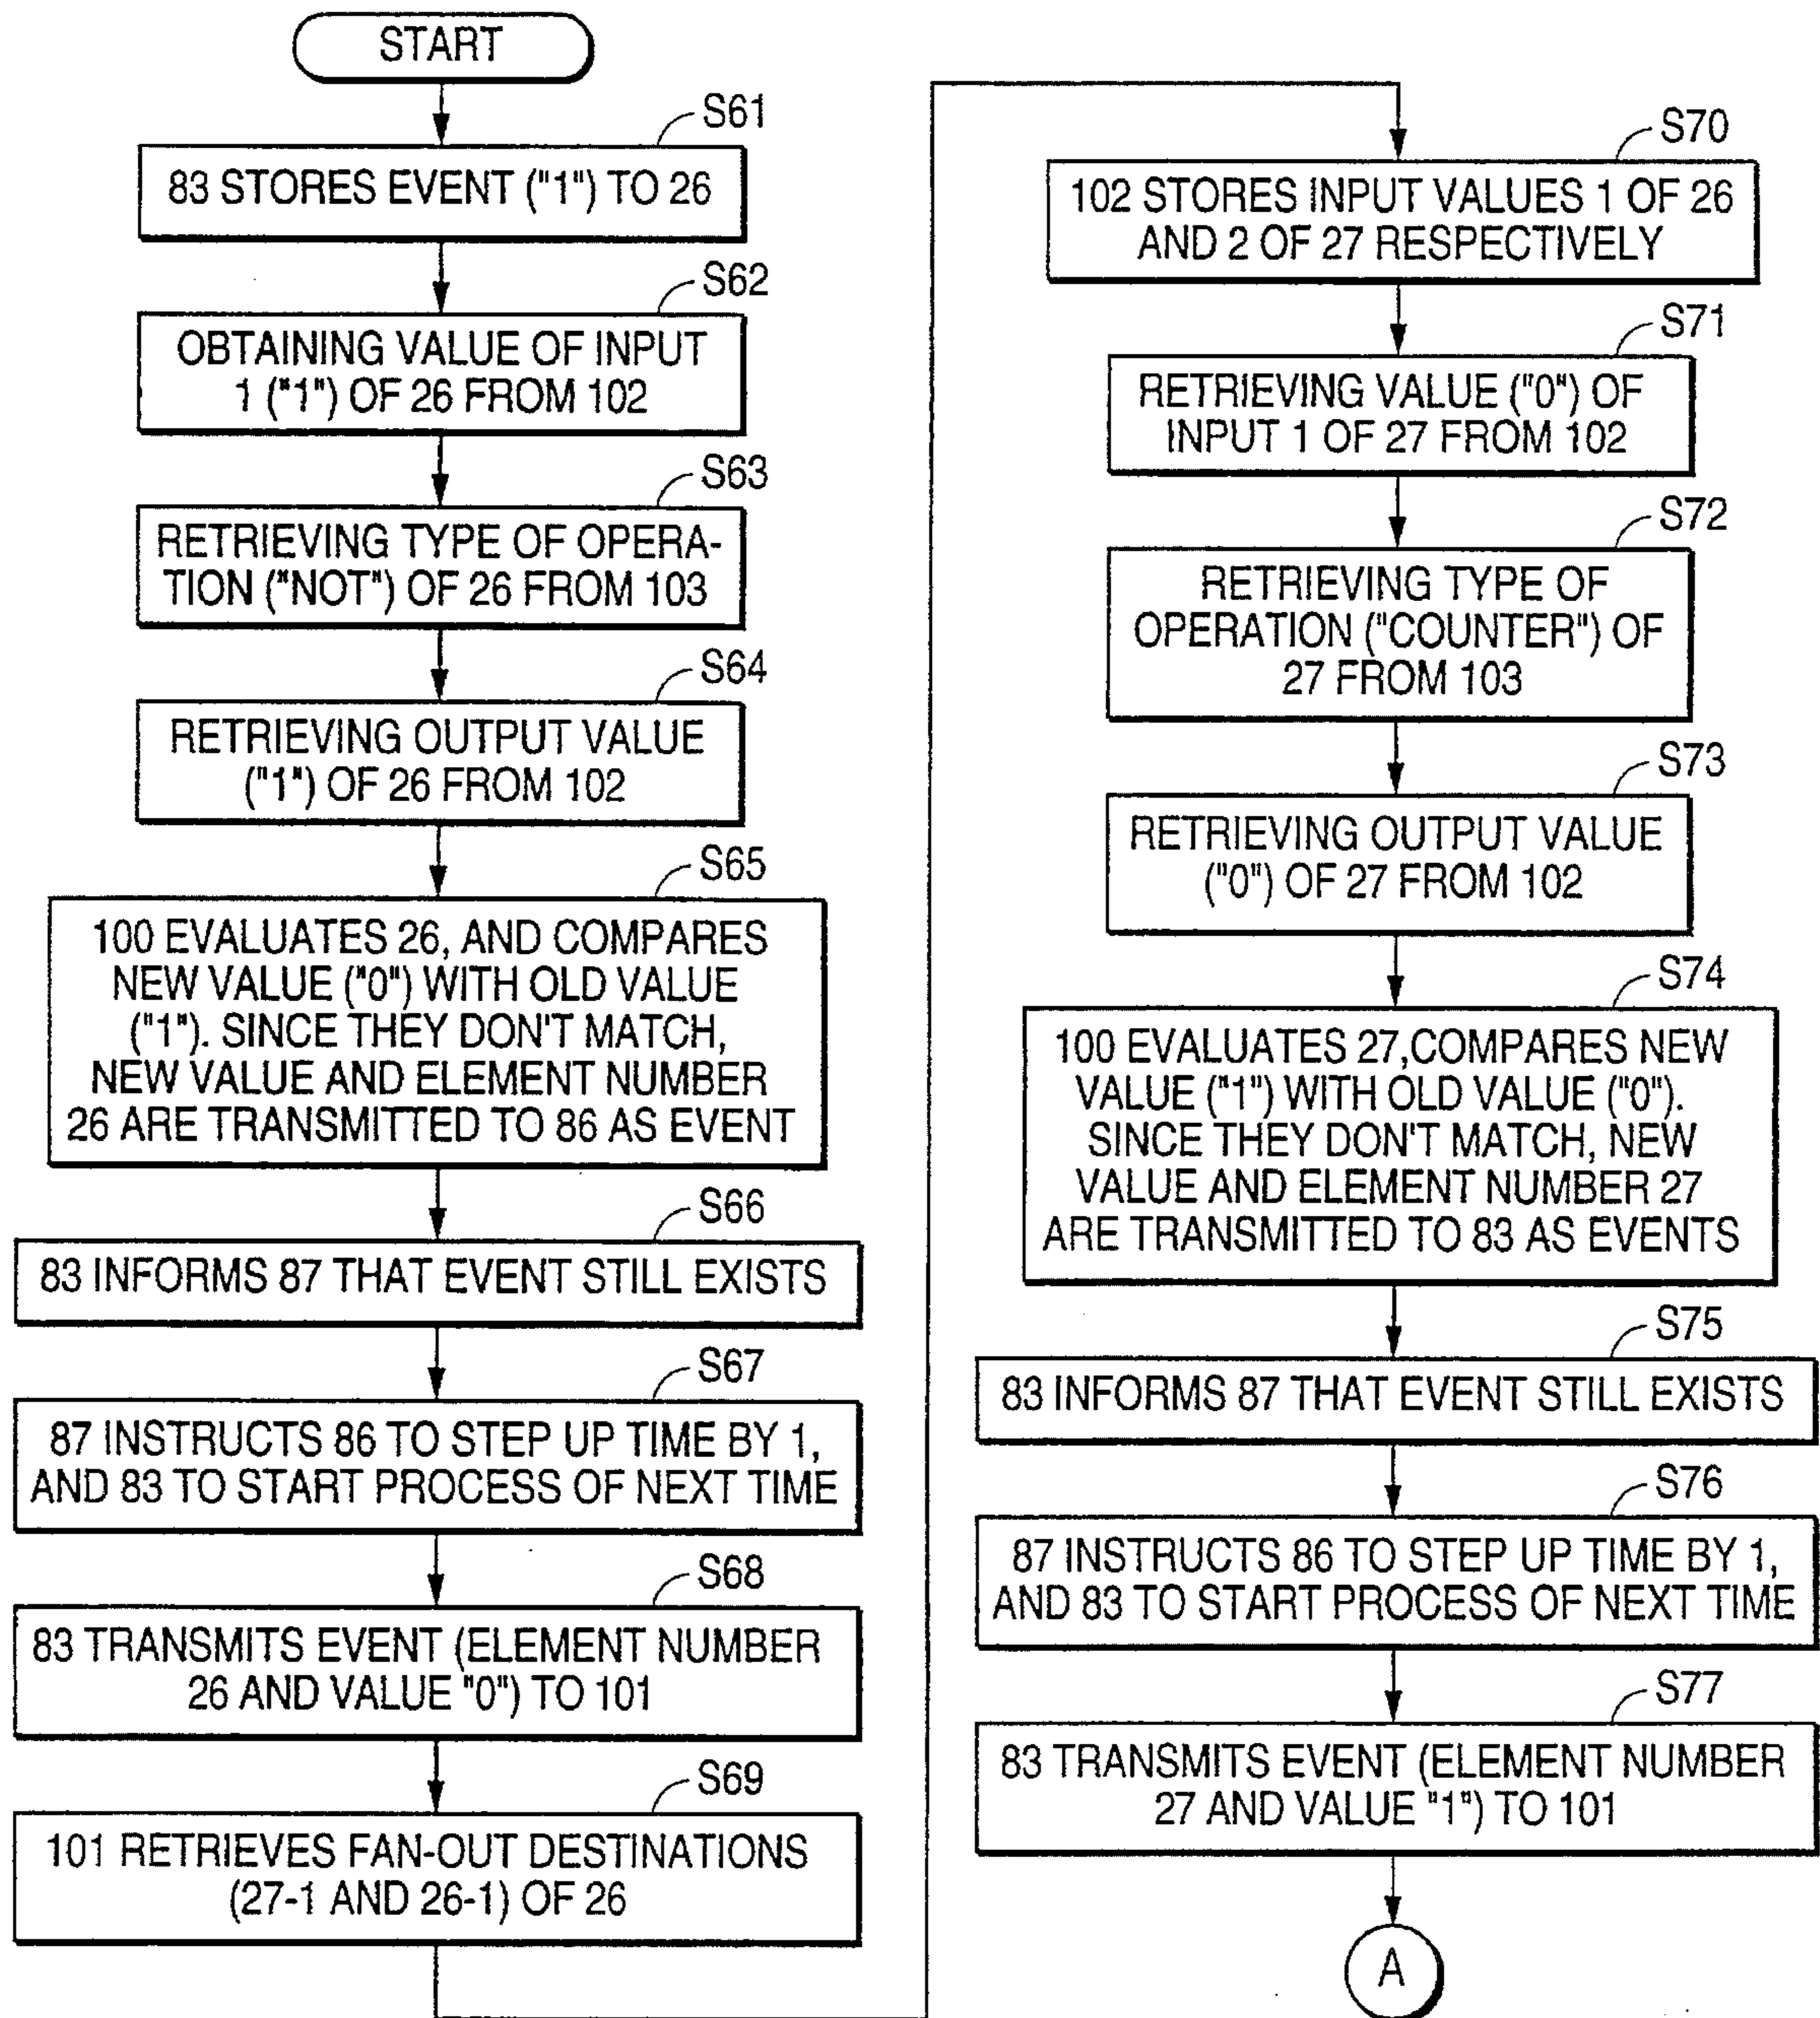 START
S61
83 STORES EVENT ("1") TO 26
S62
OBTAINING VALUE OF INPUT
1 ("1") OF 26 FROM 102
S63
RETRIEVING TYPE OF OPERA-
TION ("NOT") OF 26 FROM 103
S64
RETRIEVING OUTPUT VALUE
("1") OF 26 FROM 102
S65
100 EVALUATES 26, AND COMPARES
NEW VALUE ("0") WITH OLD VALUE
("1"). SINCE THEY DON'T MATCH,
NEW VALUE AND ELEMENT NUMBER
26 ARE TRANSMITTED TO 86 AS EVENT
S66
83 INFORMS 87 THAT EVENT STILL EXISTS
S67
87 INSTRUCTS 86 TO STEP UP TIME BY 1,
AND 83 TO START PROCESS OF NEXT TIME
S68
83 TRANSMITS EVENT (ELEMENT NUMBER
26 AND VALUE "0") TO 101
S69
101 RETRIEVES FAN-OUT DESTINATIONS
(27-1 AND 26-1) OF 26
S70
102 STORES INPUT VALUES 1 OF 26
AND 2 OF 27 RESPECTIVELY
S71
RETRIEVING VALUE ("0") OF
INPUT 1 OF 27 FROM 102
S72
RETRIEVING TYPE OF
OPERATION ("COUNTER") OF
27 FROM 103
S73
RETRIEVING OUTPUT VALUE
("0") OF 27 FROM 102
S74
100 EVALUATES 27,COMPARES NEW
VALUE ("1") WITH OLD VALUE ("0").
SINCE THEY DON'T MATCH, NEW
VALUE AND ELEMENT NUMBER 27
ARE TRANSMITTED TO 83 AS EVENTS
S75
83 INFORMS 87 THAT EVENT STILL EXISTS
S76
87 INSTRUCTS 86 TO STEP UP TIME BY 1,
AND 83 TO START PROCESS OF NEXT TIME
S77
83 TRANSMITS EVENT (ELEMENT NUMBER
27 AND VALUE "1") TO 101
A